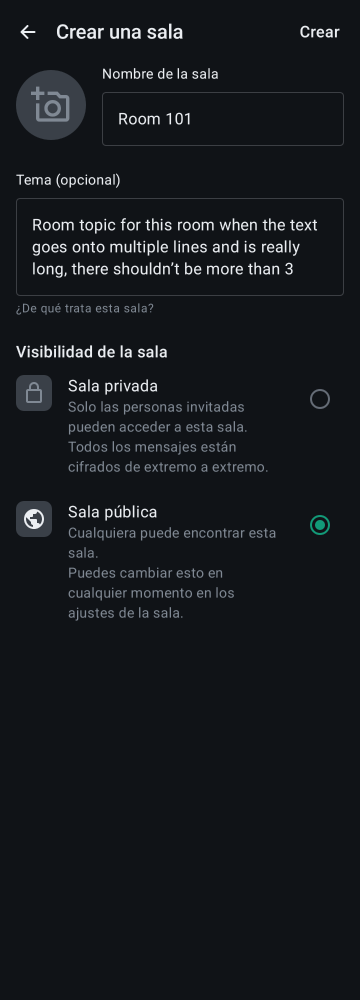 Crear una sala
Crear
Nombre de la sala
Room 101
Tema (opcional)
Room topic for this room when the text
goes onto multiple lines and is really
long, there shouldn’t be more than 3
¿De qué trata esta sala?
Visibilidad de la sala
Sala privada
Solo las personas invitadas
pueden acceder a esta sala.
Todos los mensajes están
cifrados de extremo a extremo.
Sala pública
Cualquiera puede encontrar esta
sala.
Puedes cambiar esto en
cualquier momento en los
ajustes de la sala.